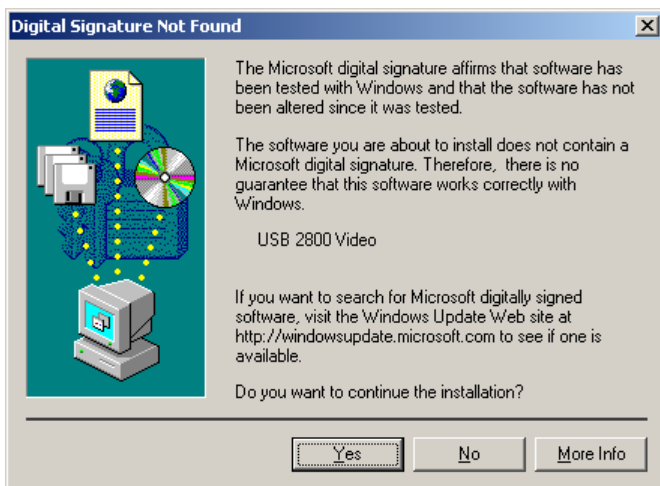 Digital Signature Not Found
The Microsoft digital signature affirms that software has
been tested with Windows and that the software has not
been altered since it was tested.
The software you are about to install does not contain a
Microsoft digital signature. Therefore, there is no
guarantee that this software works correctly with
Windows.
USB 2800 Video
If you want to search for Microsoft digitally signed
software, visit the Windows Update Web site at
http://windowsupdate.microsoft.com to see if one is
available.
Do you want to continue the installation?
Yes
No
More Info